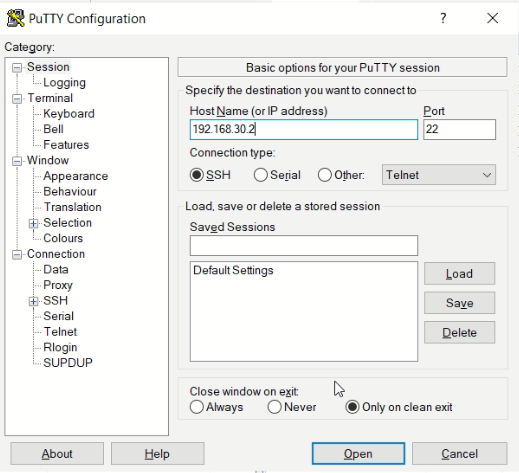 PuTTY Configuration
?
Category:
Session
Logging
Terminal
Keyboard
Bell
Features
Window
Appearance
Behaviour
Translation
Selection
Colours
Connection
Data
Proxy
SSH
Serial
Telnet
Rlogin
SUPDUP
Basic options for your PuTTY session
Specify the destination you want to connect to
Host Name (or IP address) Port
192.168.30.2 22
Connection type:
SSH Serial Other: Telnet
Load, save or delete a stored session
Saved Sessions
Default Settings
Load
Save
Delete
Close window on exit:
Always Never Only on clean exit
About Help Open Cancel